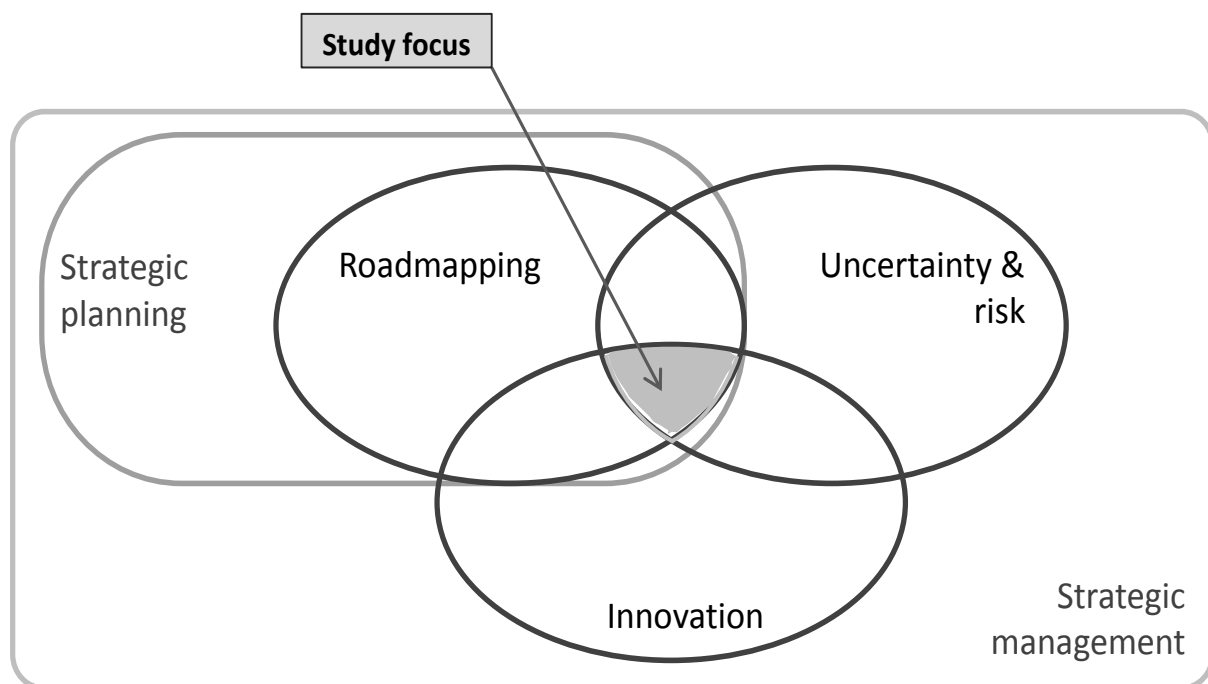 Study focus
Strategic
planning
Roadmapping
Uncertainty &
risk
Innovation
Strategic
management